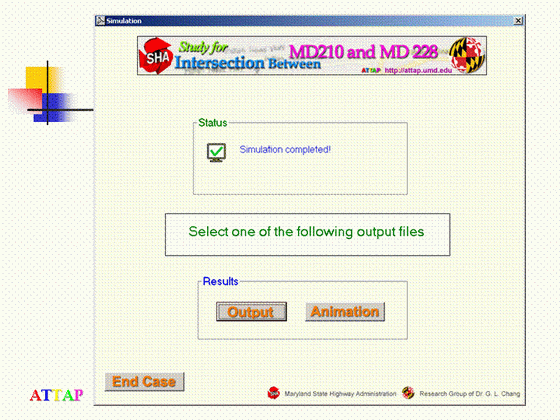 Simulation
SHA
Study for
Intersection Between
MD210 and MD 228
ATTAP http://attap.umd.edu
Status
Simulation completed!
Select one of the following output files
Results
Output
Animation
End Case
Maryland State Highway Administration
Research Group of Dr. G. L. Chang
ATTAP